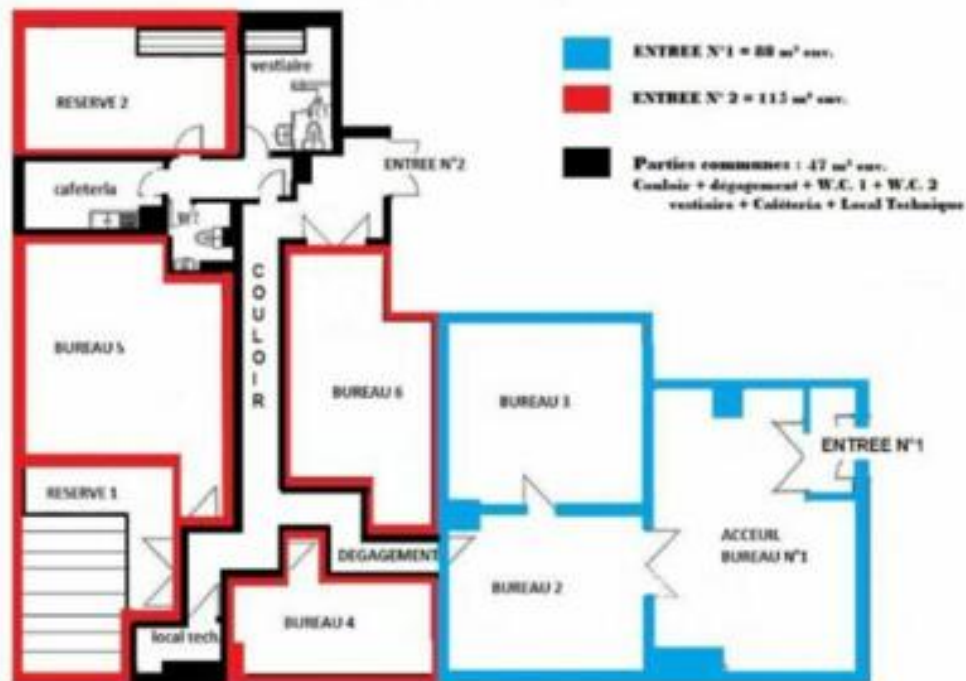 vestiaire
RESERVE 2
ENTREE N°2
cafeteria
ENTREE N°1 = 88 m² env.
ENTREE N° 2 = 115 m² env.
Parties communes : 47 m² env.
Couloir + dégagement + W.C. 1 + W.C. 2
vestiaire + Caféteria + Local Technique
COULOIR
BUREAU 5
BUREAU 6
BUREAU 3
ENTREE N°1
RESERVE 1
ACCEUIL
BUREAU N°1
DEGAGEMENT
BUREAU 2
BUREAU 4
local tech.